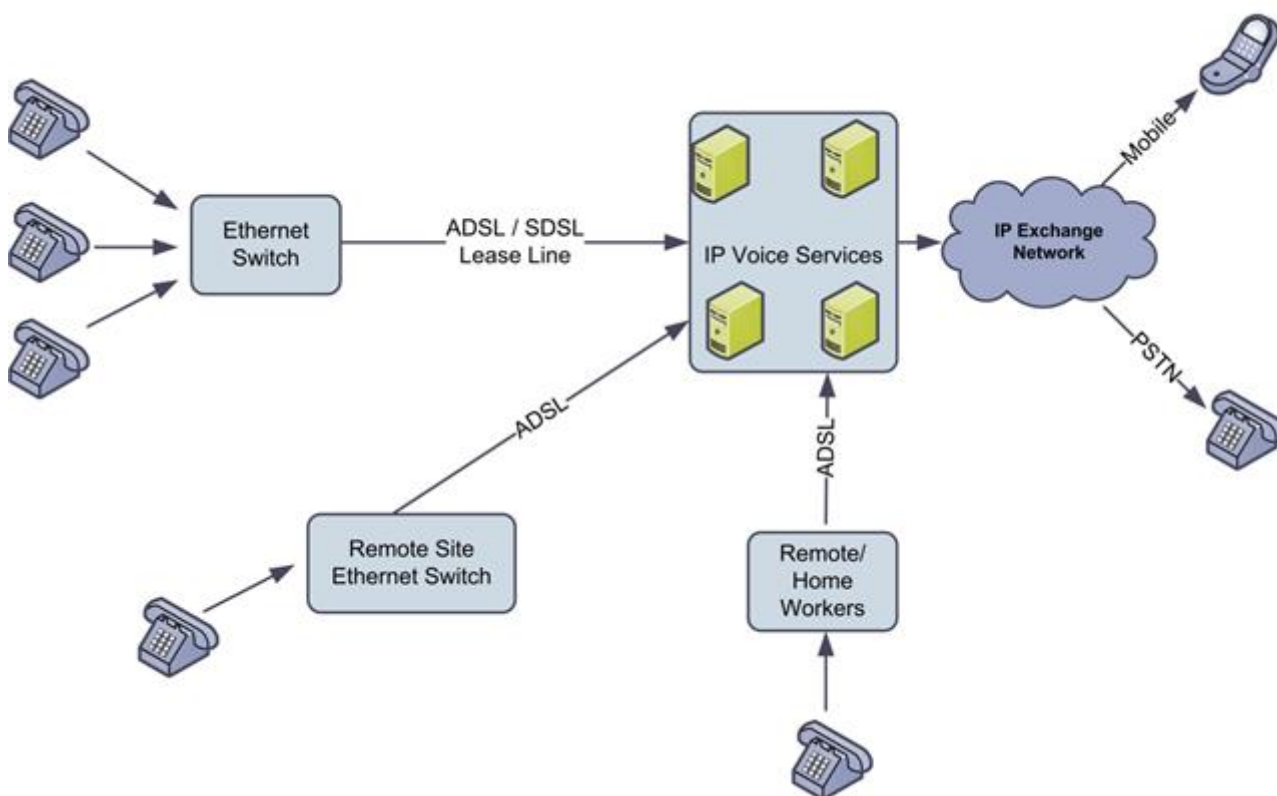 Mobile
ADSL / SDSL
Lease Line
Ethernet
Switch
IP Voice Services
IP Exchange
Network
PSTN
ADSL
ADSL
Remote Site
Ethernet Switch
Remote/
Home
Workers